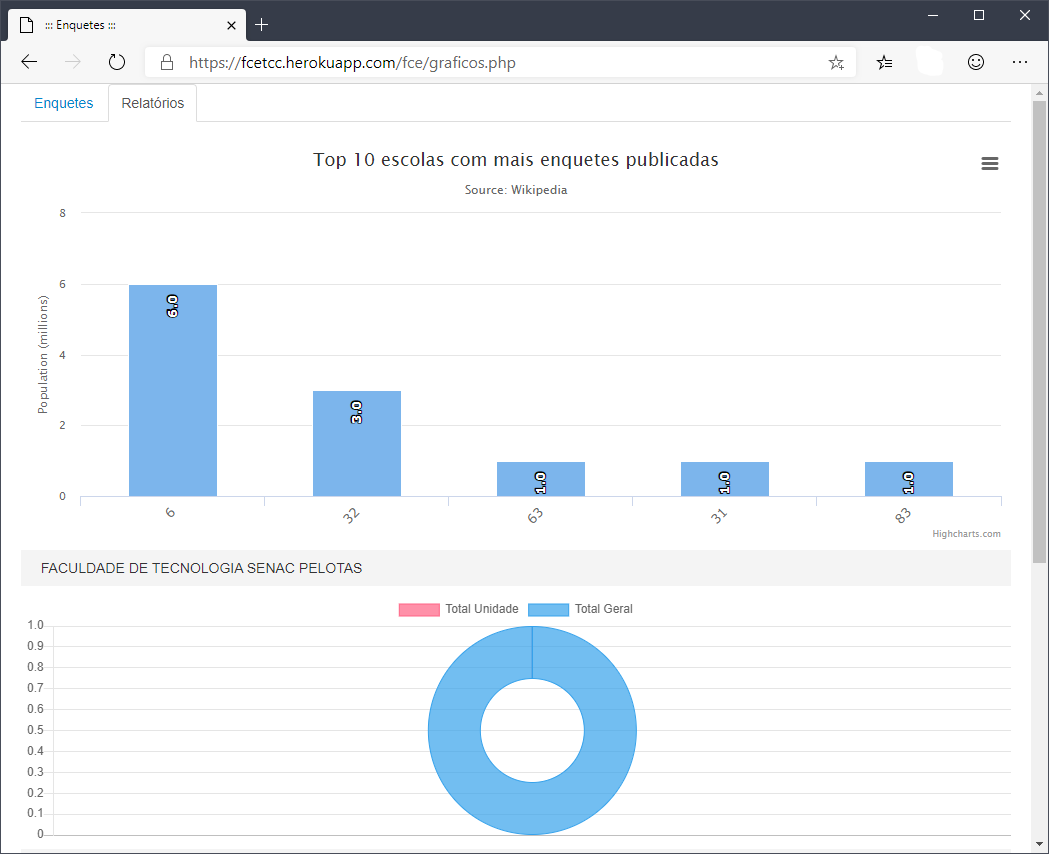 ::: Enquetes :::
https://fcetcc.herokuapp.com/fce/graficos.php
Enquetes
Relatórios
Top 10 escolas com mais enquetes publicadas
Source: Wikipedia
Population (millions)
8
6
4
2
0
6.0
3.0
1.0
1.0
1.0
6
32
63
31
83
Highcharts.com
FACULDADE DE TECNOLOGIA SENAC PELOTAS
Total Unidade
Total Geral
1.0
0.9
0.8
0.7
0.6
0.5
0.4
0.3
0.2
0.1
0